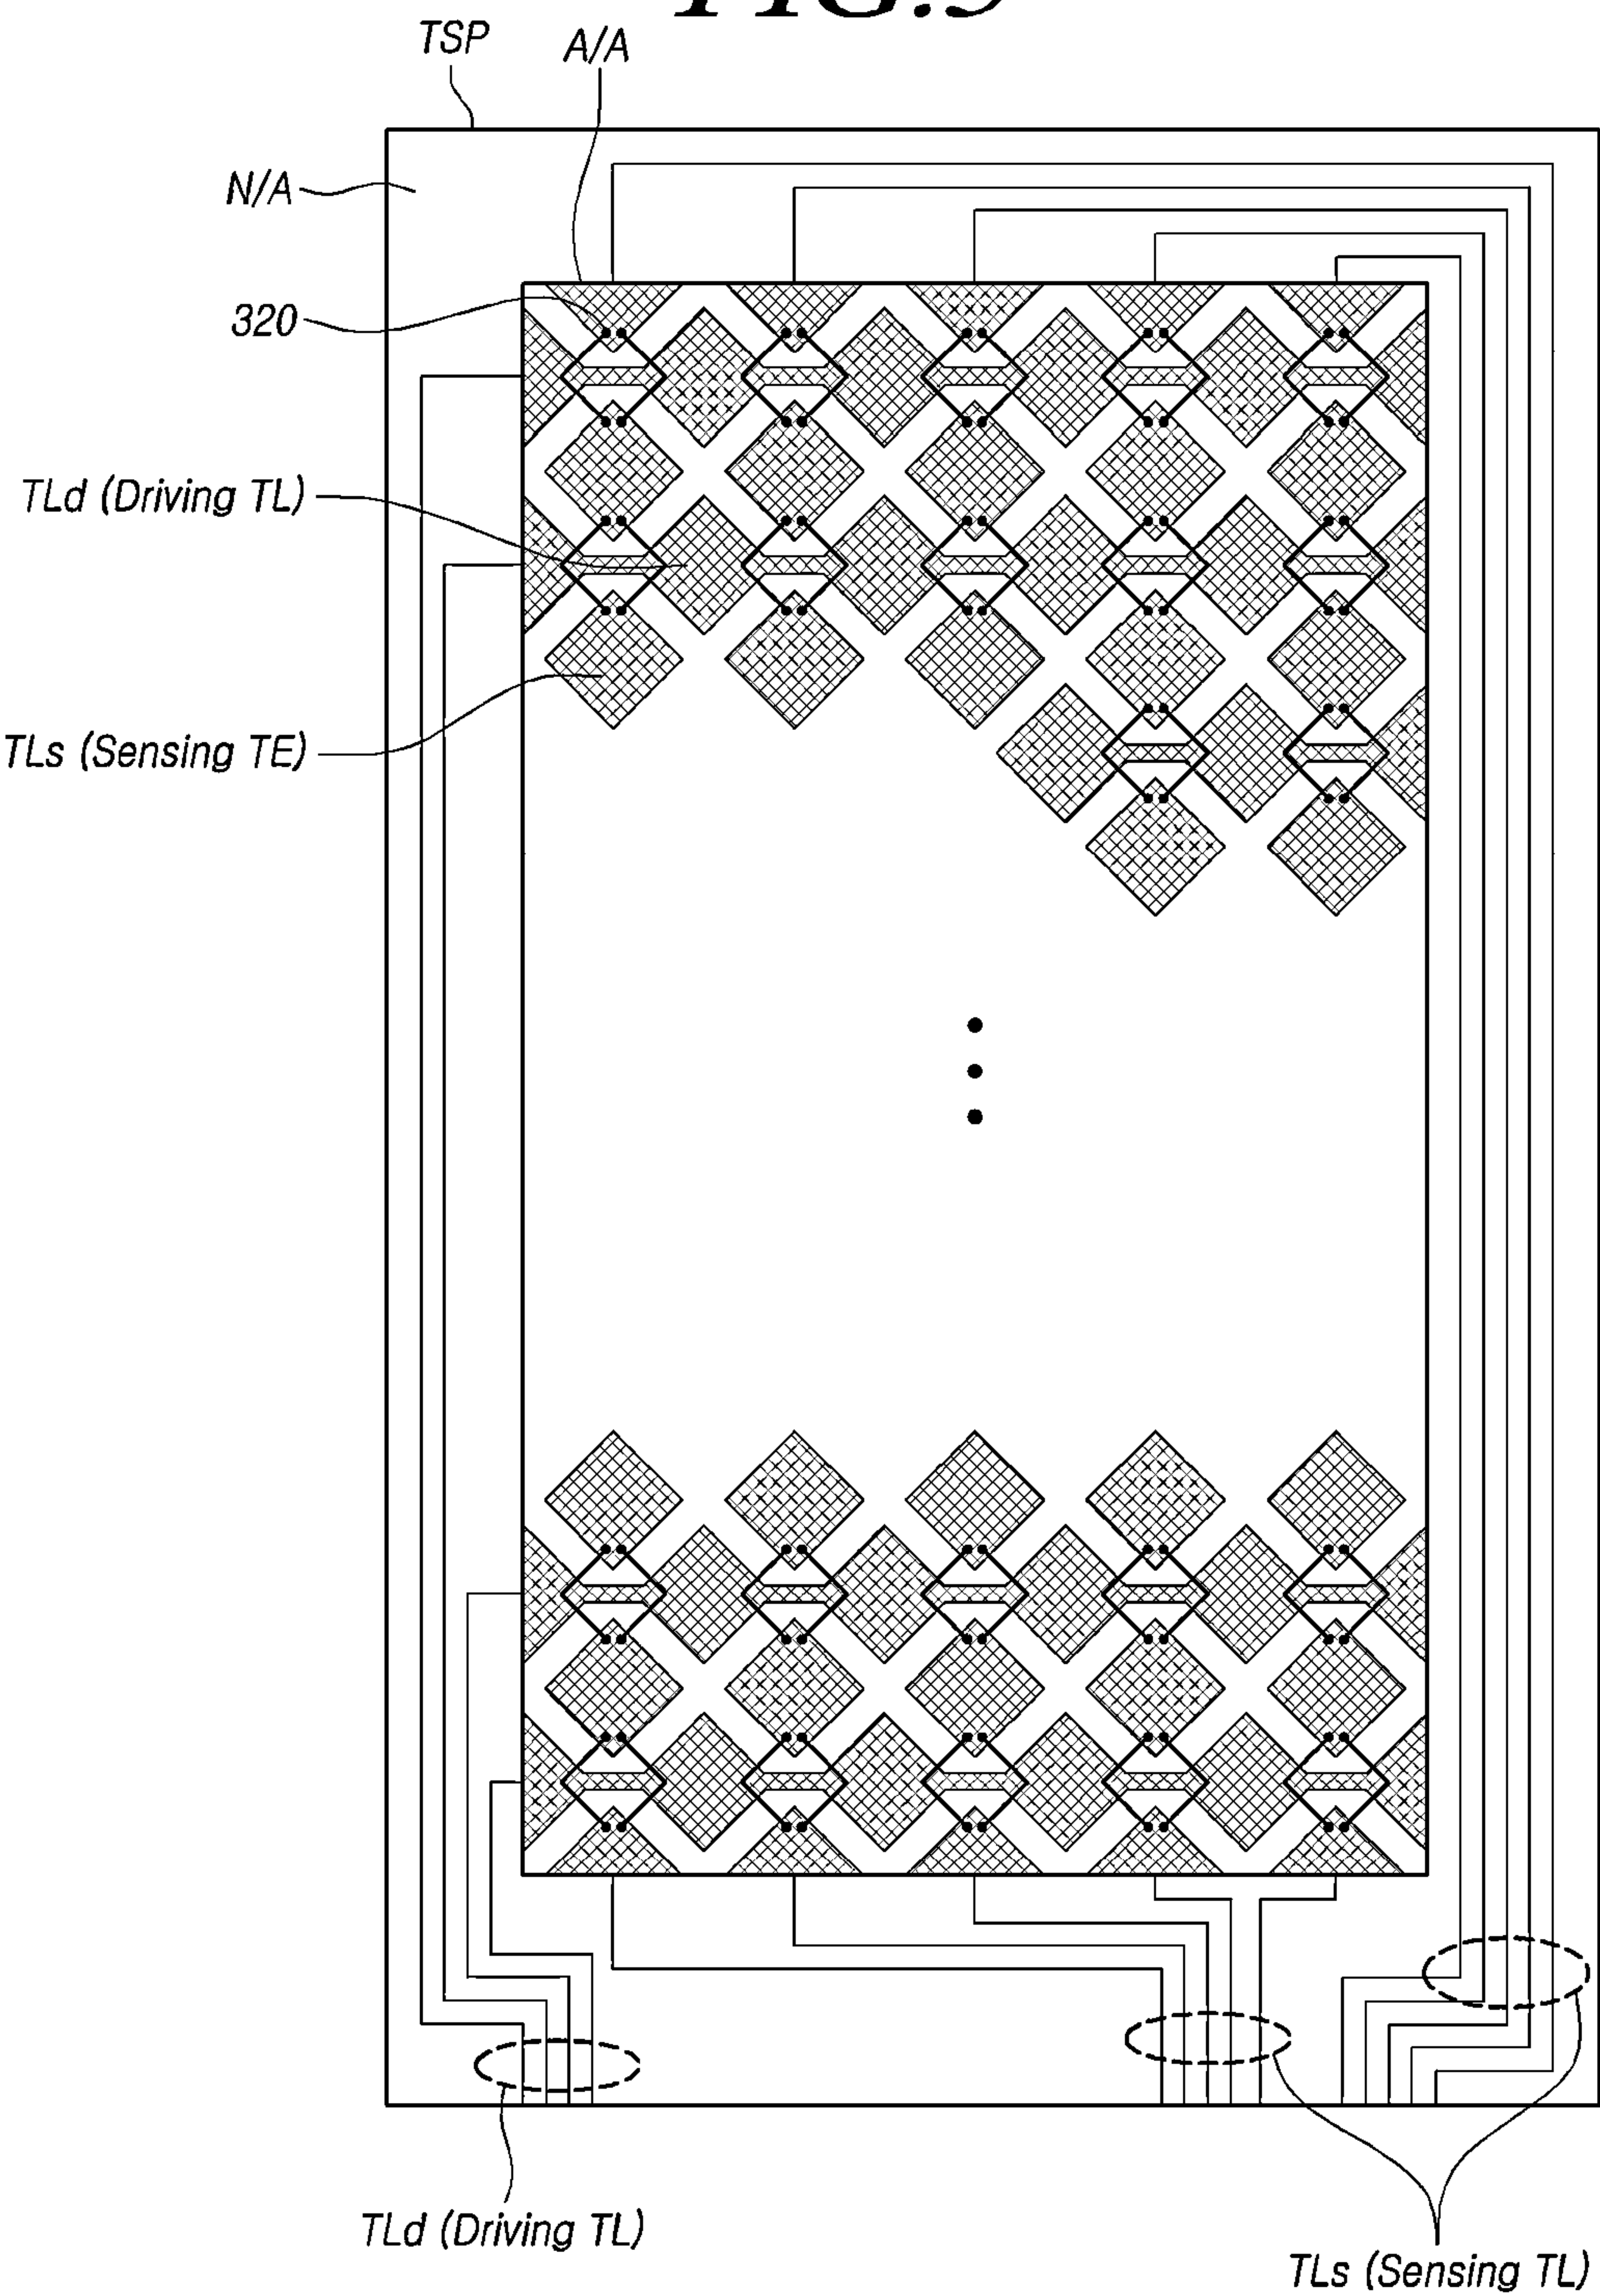 TSP
A/A
N/A
320
TLd (Driving TL)
TLs (Sensing TE)
TLd (Driving TL)
TLs (Sensing TL)